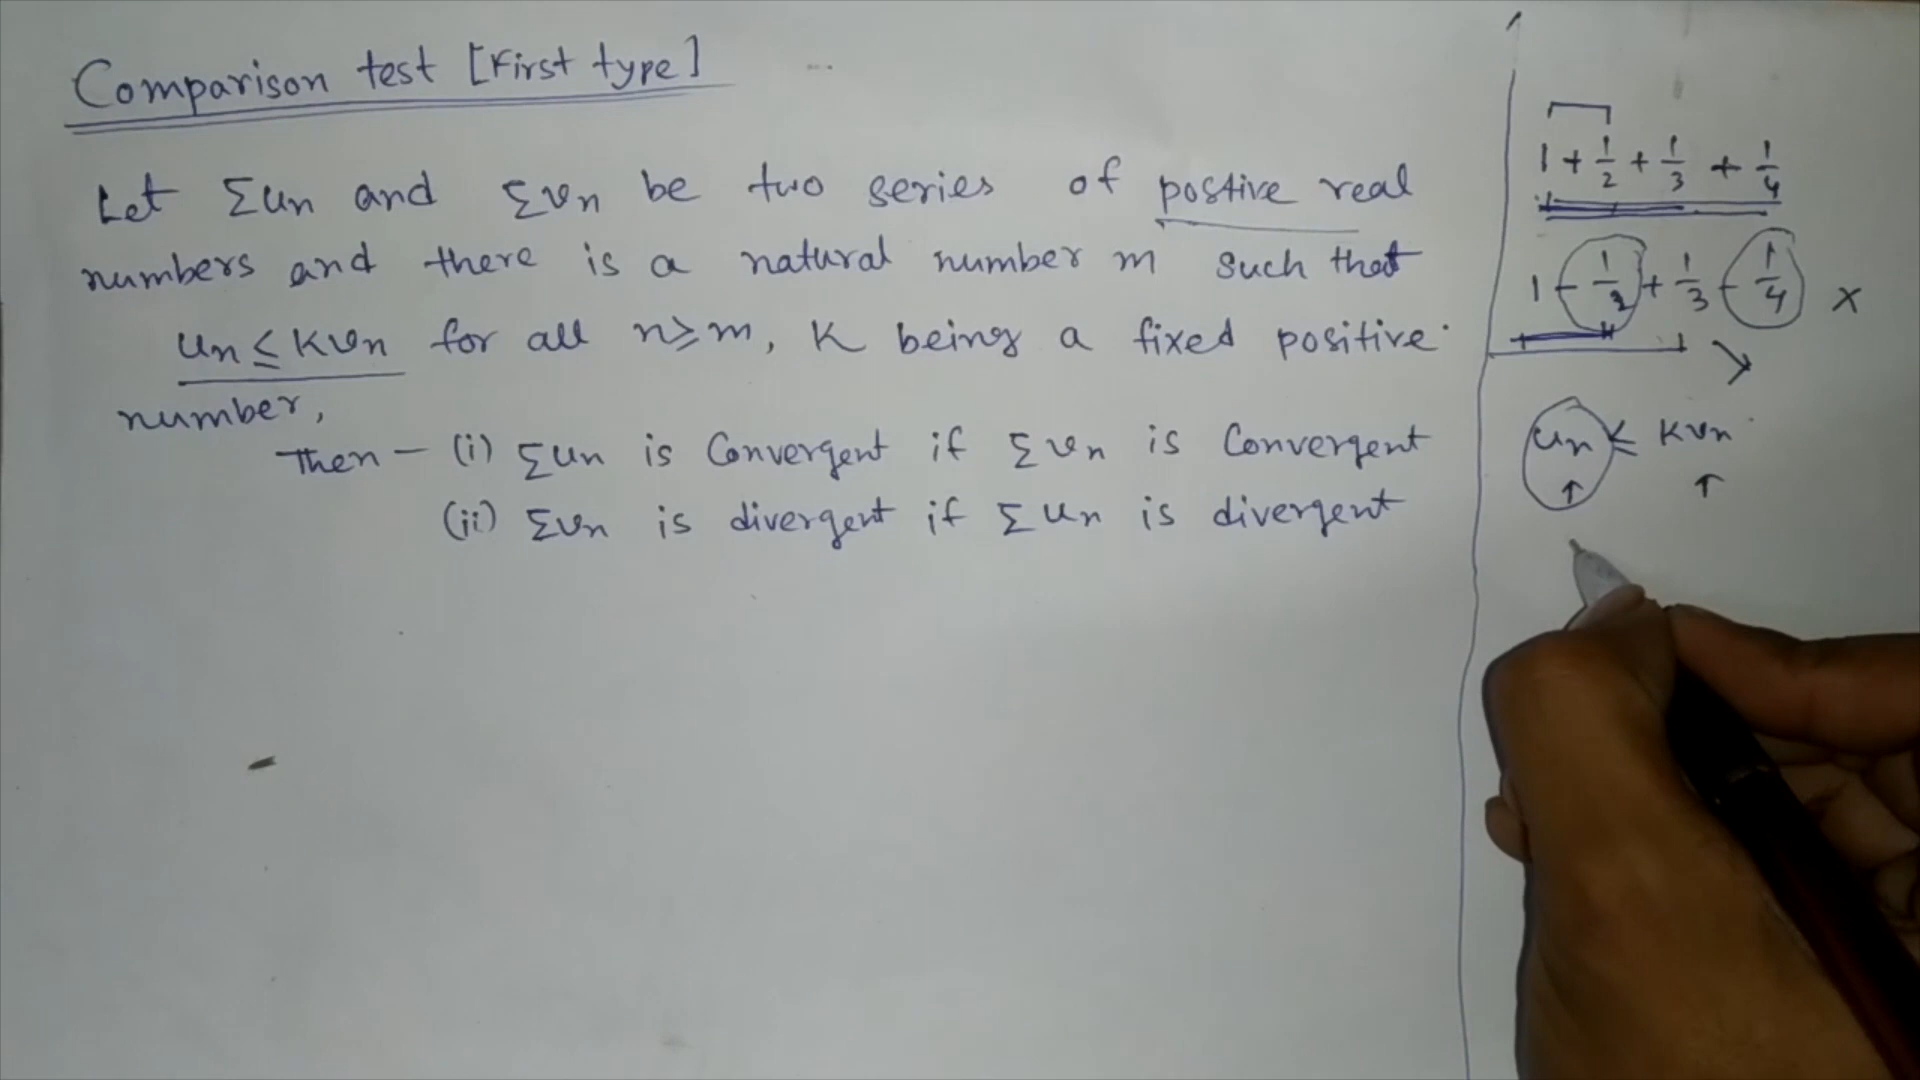 Comparison test [First type]
Let Σun and Σvn be two series of postive real
numbers and there is a natural number m such that
un ≤ kvn for all n ≥ m, K being a fixed positive
number,
Then – (i) Σun is Convergent if Σvn is Convergent
(ii) Σvn is divergent if Σun is divergent
1 + 1/2 + 1/3 + 1/4
1 - 1/2 + 1/3 - 1/4 ×
un ≤ kvn